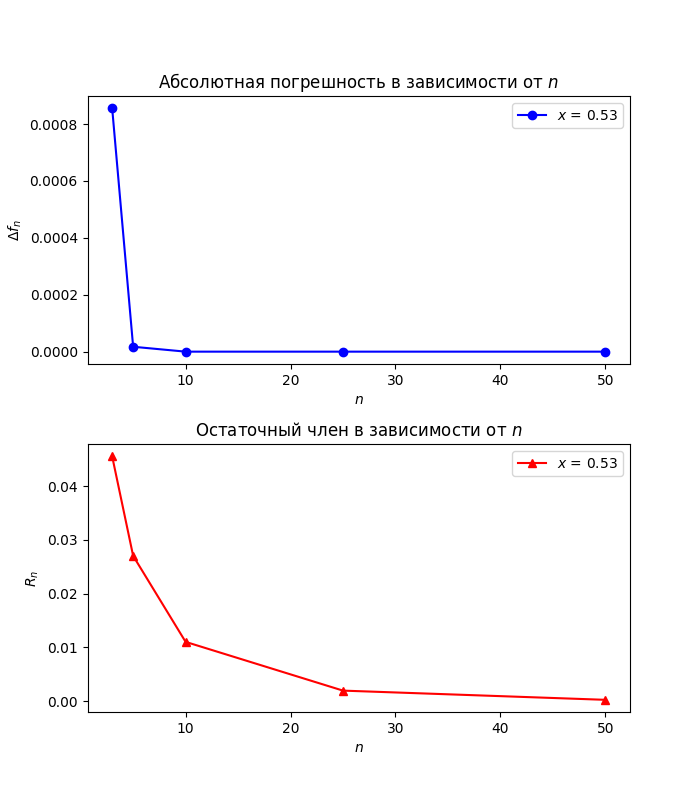 Абсолютная погрешность в зависимости от n
x = 0.53
0.0008
0.0006
0.0004
0.0002
0.0000
Δfₙ
10 20 30 40 50
n
Остаточный член в зависимости от n
x = 0.53
0.04
0.03
0.02
0.01
0.00
Rₙ
10 20 30 40 50
n